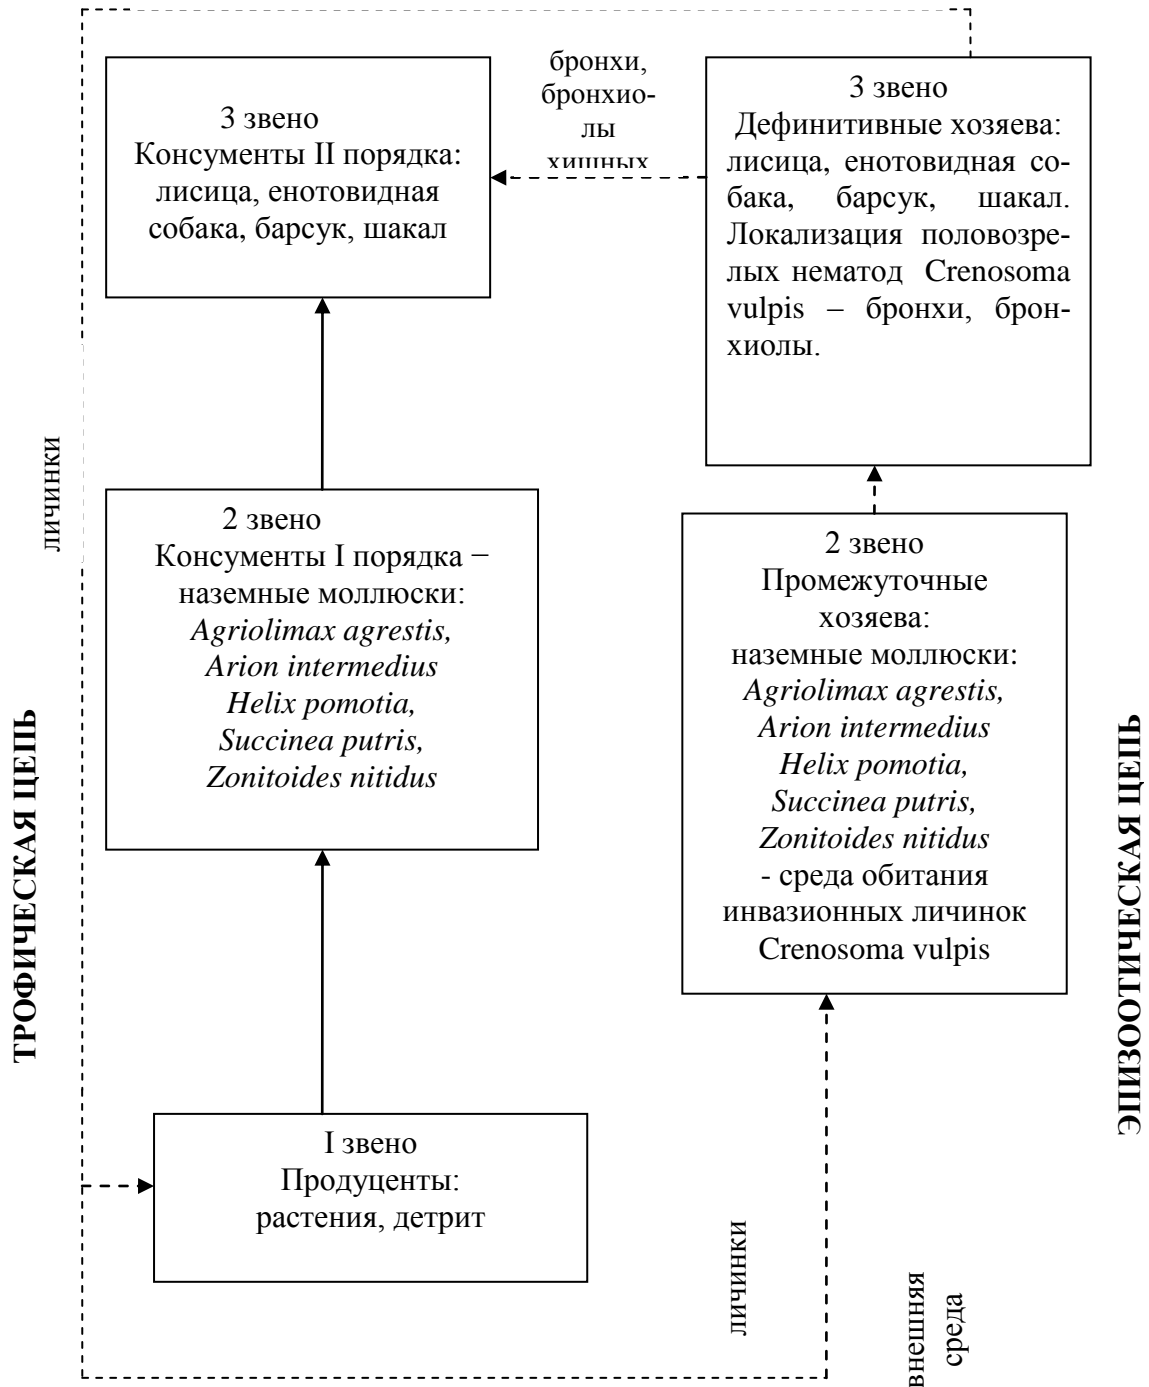 бронхи,
бронхио-
лы
хищных
3 звено
Консументы II порядка:
лисица, енотовидная
собака, барсук, шакал
3 звено
Дефинитивные хозяева:
лисица, енотовидная со-
бака, барсук, шакал.
Локализация половозре-
лых нематод Crenosoma
vulpis – бронхи, брон-
хиолы.
личинки
2 звено
Консументы I порядка −
наземные моллюски:
Agriolimax agrestis,
Arion intermedius
Helix pomotia,
Succinea putris,
Zonitoides nitidus
2 звено
Промежуточные
хозяева:
наземные моллюски:
Agriolimax agrestis,
Arion intermedius
Helix pomotia,
Succinea putris,
Zonitoides nitidus
- среда обитания
инвазионных личинок
Crenosoma vulpis
ТРОФИЧЕСКАЯ ЦЕПЬ
ЭПИЗООТИЧЕСКАЯ ЦЕПЬ
I звено
Продуценты:
растения, детрит
личинки
внешняя
среда